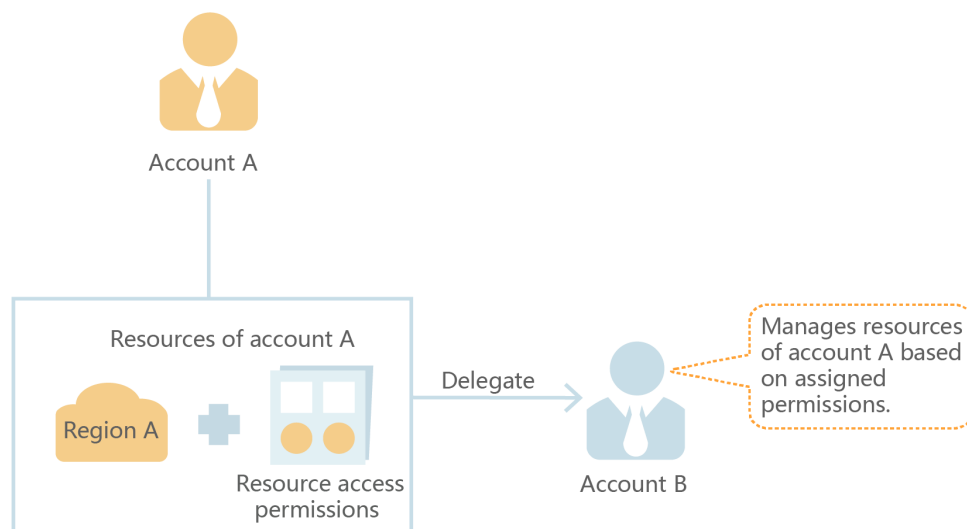 Account A
Resources of account A
Region A
Resource access
permissions
Delegate
Account B
Manages resources
of account A based
on assigned
permissions.